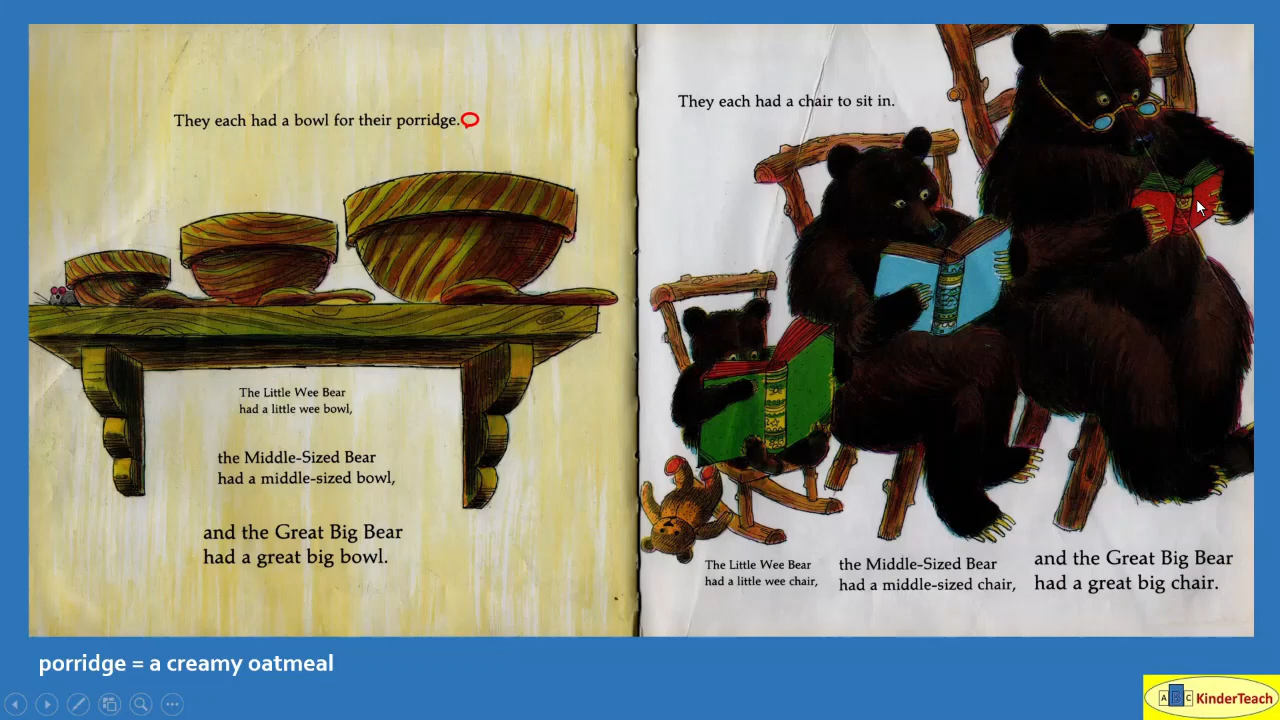 They each had a bowl for their porridge.
The Little Wee Bear
had a little wee bowl,
the Middle-Sized Bear
had a middle-sized bowl,
and the Great Big Bear
had a great big bowl.
They each had a chair to sit in.
The Little Wee Bear
had a little wee chair,
the Middle-Sized Bear
had a middle-sized chair,
and the Great Big Bear
had a great big chair.
porridge = a creamy oatmeal
ABC KinderTeach